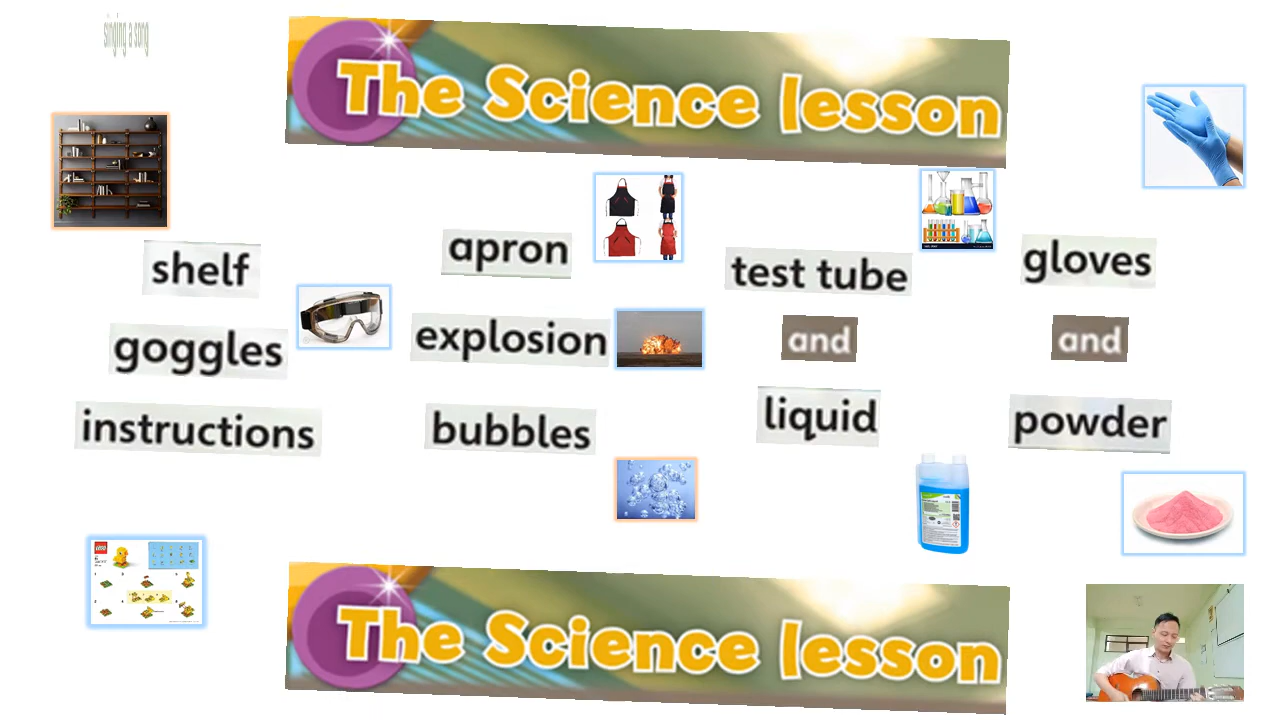 singing a song
The Science lesson
shelf
apron
test tube
gloves
goggles
explosion
and
and
instructions
bubbles
liquid
powder
The Science lesson